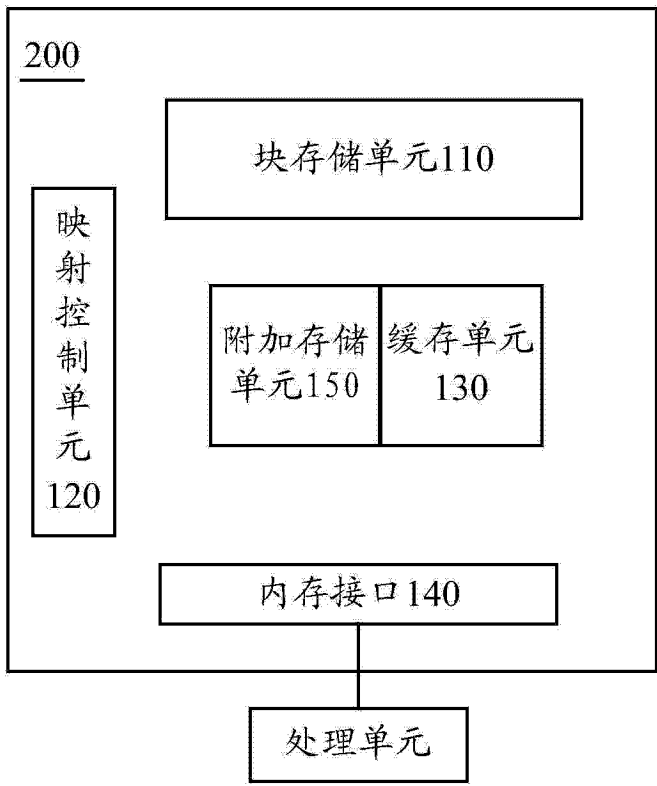 200
块存储单元110
映
射
控
制
单
元
120
附加存储
单元150
缓存单元
130
内存接口140
处理单元